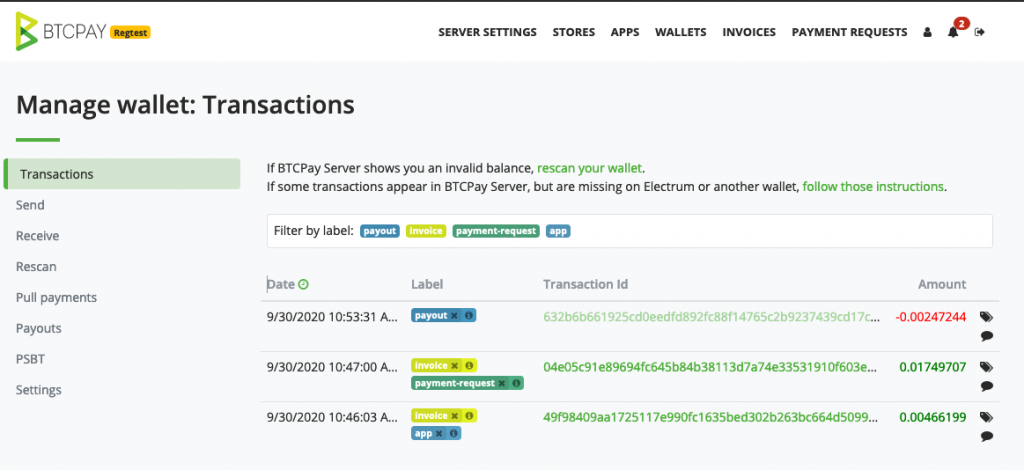 BTCPAY Regtest
SERVER SETTINGS STORES APPS WALLETS INVOICES PAYMENT REQUESTS 2
Manage wallet: Transactions
Transactions
Send
Receive
Rescan
Pull payments
Payouts
PSBT
Settings
If BTCPay Server shows you an invalid balance, rescan your wallet.
If some transactions appear in BTCPay Server, but are missing on Electrum or another wallet, follow those instructions.
Filter by label: payout invoice payment-request app
Date Label Transaction Id Amount
9/30/2020 10:53:31 A... payout 632b6b661925cd0eedfd892fc88f14765c2b9237439cd17c... -0.00247244
9/30/2020 10:47:00 A... invoice 04e05c91e89694fc645b84b38113d7a74e33531910f603e... 0.01749707
payment-request
9/30/2020 10:46:03 A... invoice 49f98409aa1725117e990fc1635bed302b263bc664d5099... 0.00466199
app